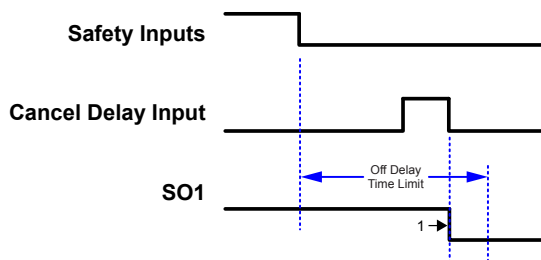 Safety Inputs
Cancel Delay Input
Off Delay
Time Limit
SO1
1